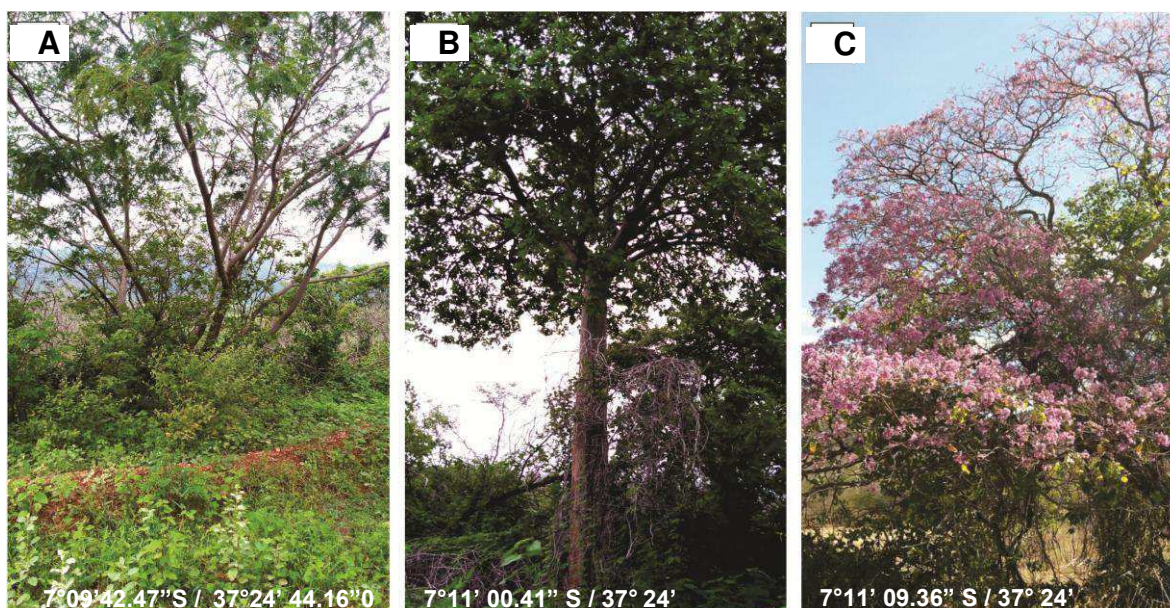 A
B
C
7°09’42.47”S / 37°24’ 44.16”0
7°11’ 00.41” S / 37° 24’
7°11’ 09.36” S / 37° 24’